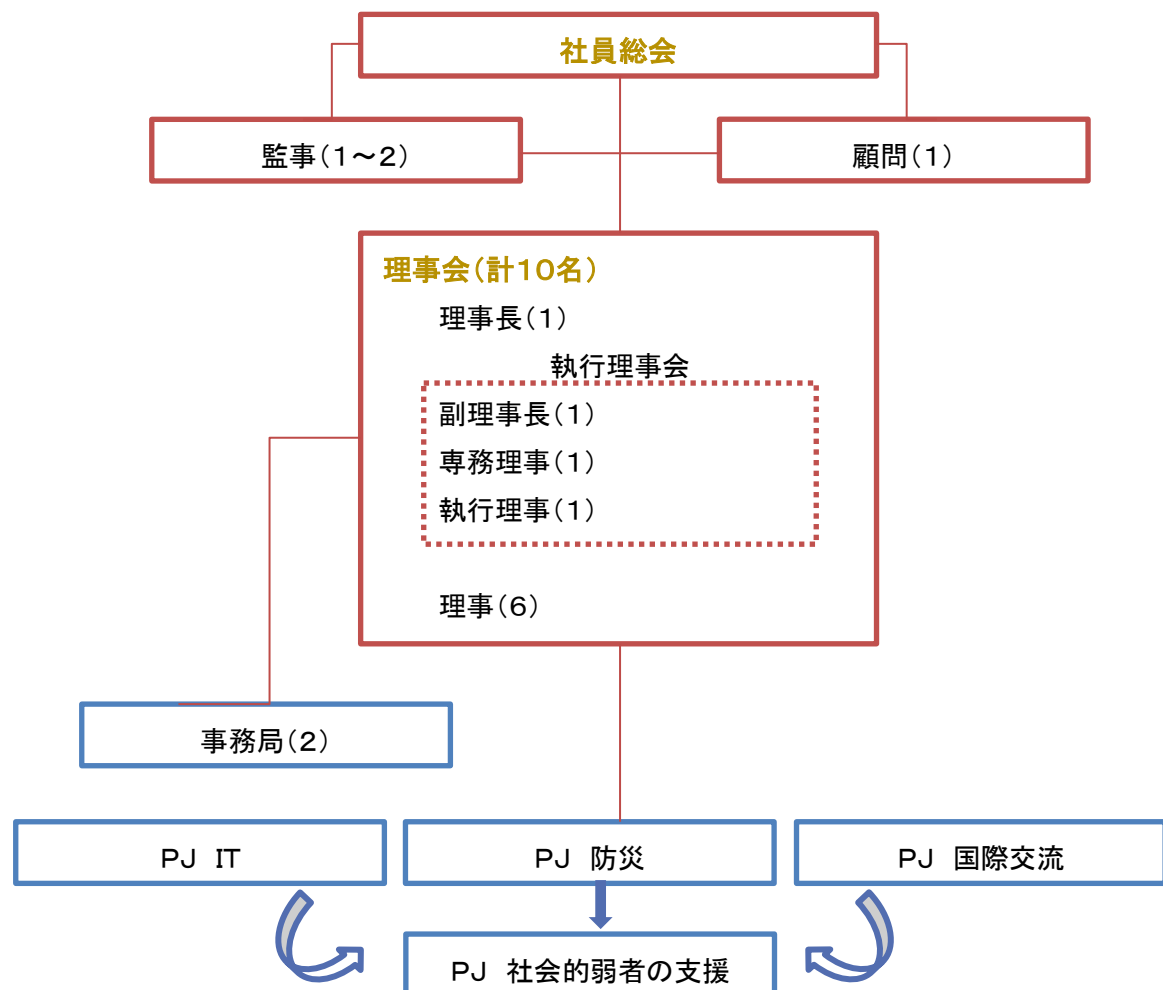 社員総会
監事(1～2)
顧問(1)
理事会(計10名)
理事長(1)
執行理事会
副理事長(1)
専務理事(1)
執行理事(1)
理事(6)
事務局(2)
PJ IT
PJ 防災
PJ 国際交流
PJ 社会的弱者の支援